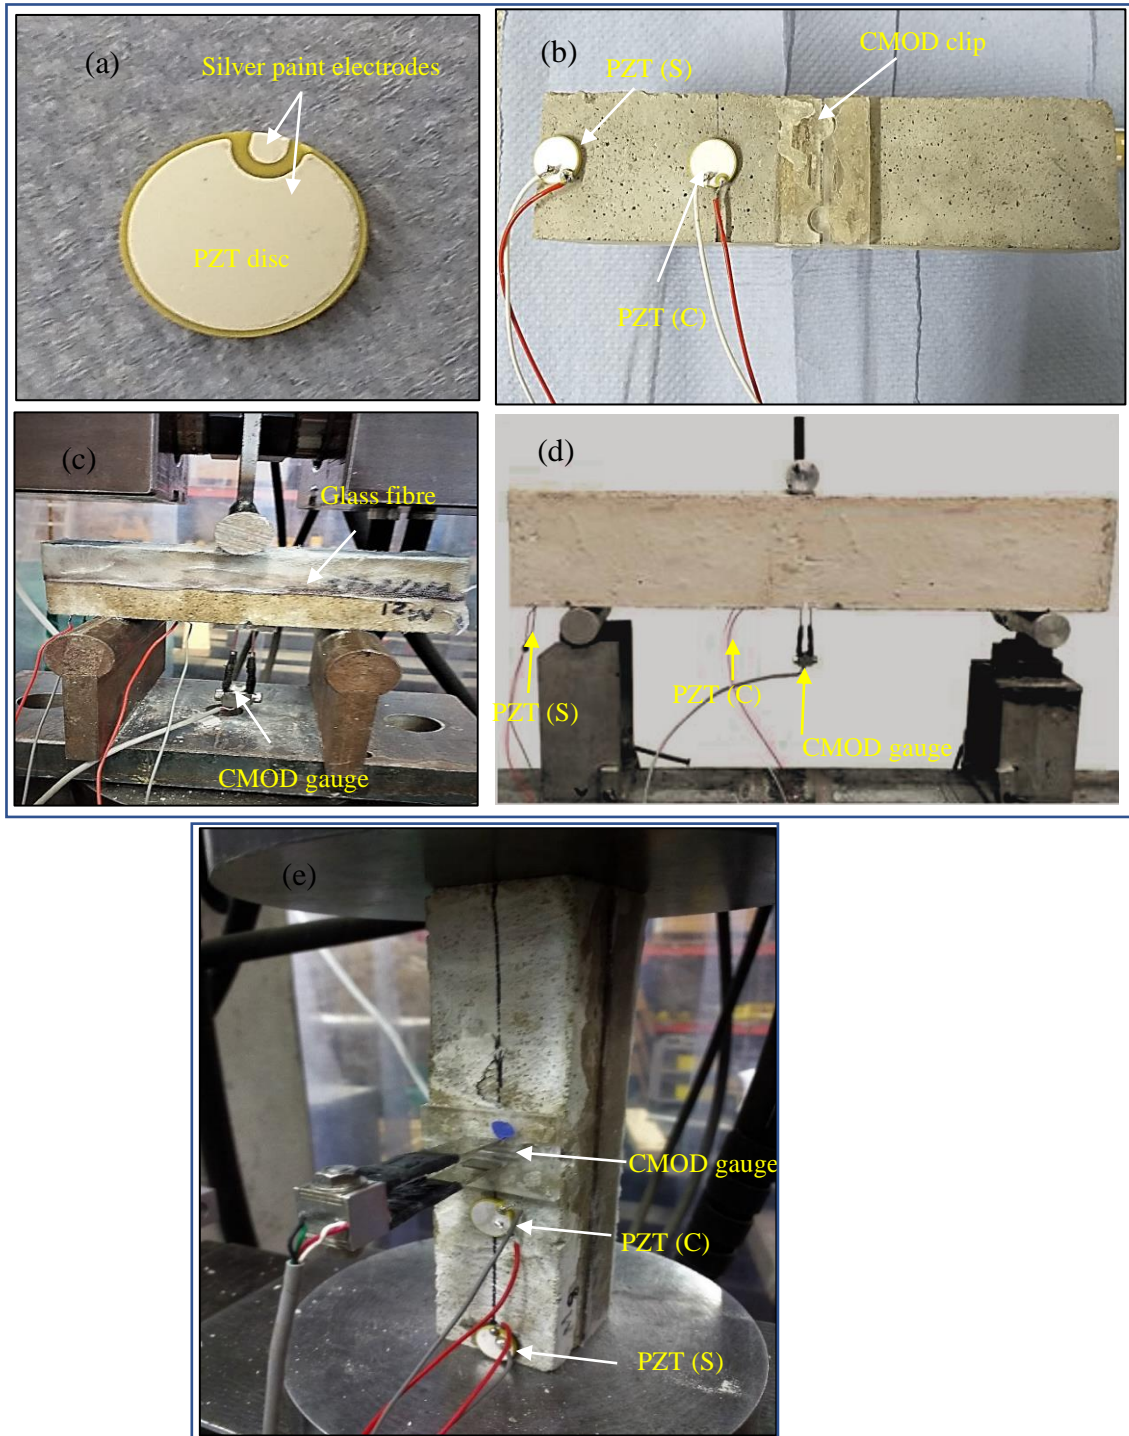 (a)
Silver paint electrodes
PZT disc
(b)
CMOD clip
PZT (S)
PZT (C)
(c)
Glass fibre
CMOD gauge
(d)
PZT (S)
PZT (C)
CMOD gauge
(e)
CMOD gauge
PZT (C)
PZT (S)